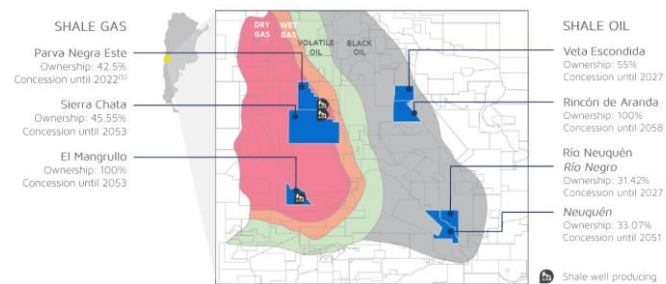 SHALE GAS
Parva Negra Este
Ownership: 42.5%
Concession until 2022(5)
Sierra Chata
Ownership: 45.55%
Concession until 2053
El Mangrullo
Ownership: 100%
Concession until 2053
DRY
GAS
WET
GAS
VOLATILE
OIL
BLACK
OIL
SHALE OIL
Veta Escondida
Ownership: 55%
Concession until 2027
Rincón de Aranda
Ownership: 100%
Concession until 2058
Río Neuquén
Río Negro
Ownership: 31.42%
Concession until 2027
Neuquén
Ownership: 33.07%
Concession until 2051
Shale well producing